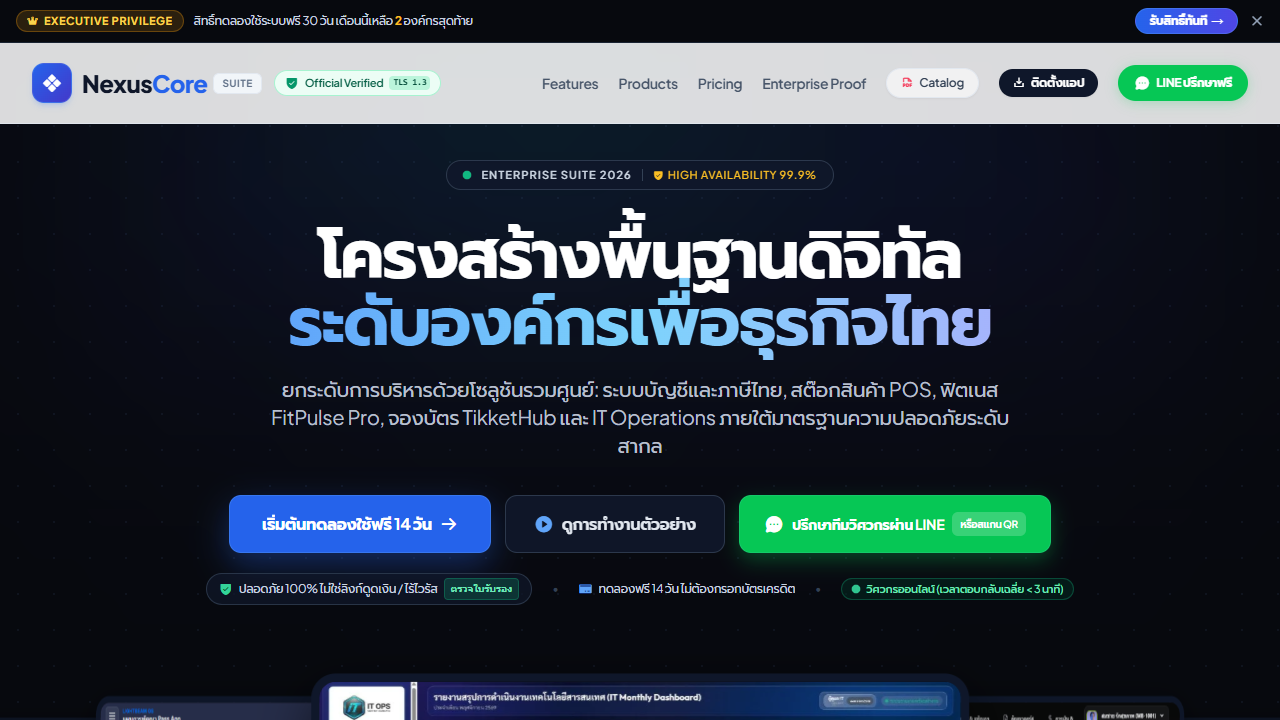 EXECUTIVE PRIVILEGE สิทธิ์ทดลองใช้ระบบฟรี 30 วัน เดือนนี้เหลือ 2 องค์กรสุดท้าย รับสิทธิ์ทันที → ✕
NexusCore SUITE Official Verified TLS 1.3 Features Products Pricing Enterprise Proof Catalog ติดตั้งแอป LINE ปรึกษาฟรี
ENTERPRISE SUITE 2026 | HIGH AVAILABILITY 99.9%
โครงสร้างพื้นฐานดิจิทัล
ระดับองค์กรเพื่อธุรกิจไทย
ยกระดับการบริหารด้วยโซลูชันรวมศูนย์: ระบบบัญชีและภาษีไทย, สต๊อกสินค้า POS, ฟิตเนส
FitPulse Pro, จองบัตร TikketHub และ IT Operations ภายใต้มาตรฐานความปลอดภัยระดับ
สากล
เริ่มต้นทดลองใช้ฟรี 14 วัน → ดูการทำงานตัวอย่าง ปรึกษาทีมวิศวกรผ่าน LINE หรือสแกน QR
ปลอดภัย 100% ไม่ใช่ลิงก์ดูดเงิน / ไร้ไวรัส ตรวจใบรับรอง • ทดลองฟรี 14 วัน ไม่ต้องกรอกบัตรเครดิต • วิศวกรออนไลน์ (เวลาตอบกลับเฉลี่ย < 3 นาที)
IT OPS รายงานสรุปการดำเนินงานเทคโนโลยีสารสนเทศ (IT Monthly Dashboard)